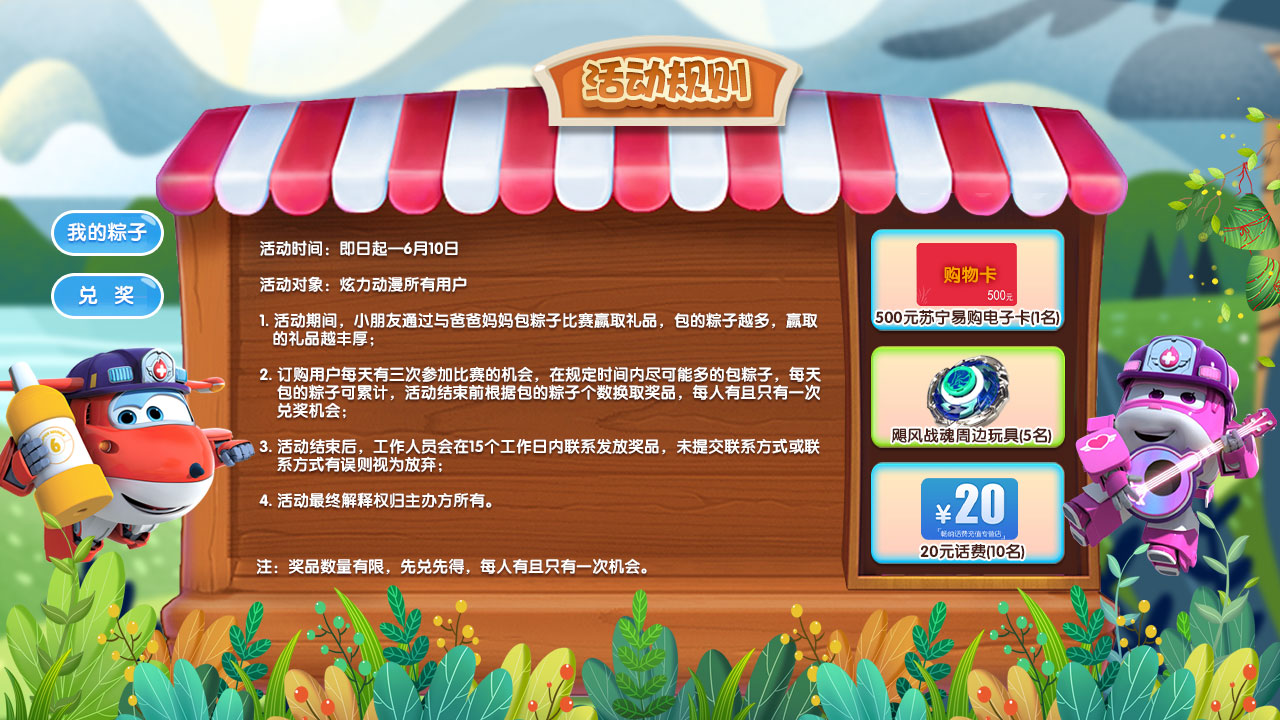 活动规则
我的粽子
兑 奖
活动时间：即日起—6月10日
活动对象：炫力动漫所有用户
1. 活动期间，小朋友通过与爸爸妈妈包粽子比赛赢取礼品，包的粽子越多，赢取
的礼品越丰厚；
2. 订购用户每天有三次参加比赛的机会，在规定时间内尽可能多的包粽子，每天
包的粽子可累计，活动结束前根据包的粽子个数换取奖品，每人有且只有一次
兑奖机会；
3. 活动结束后，工作人员会在15个工作日内联系发放奖品，未提交联系方式或联
系方式有误则视为放弃；
4. 活动最终解释权归主办方所有。
注：奖品数量有限，先兑先得，每人有且只有一次机会。
购物卡
500元
500元苏宁易购电子卡(1名)
飓风战魂周边玩具(5名)
¥20
20元话费(10名)
6